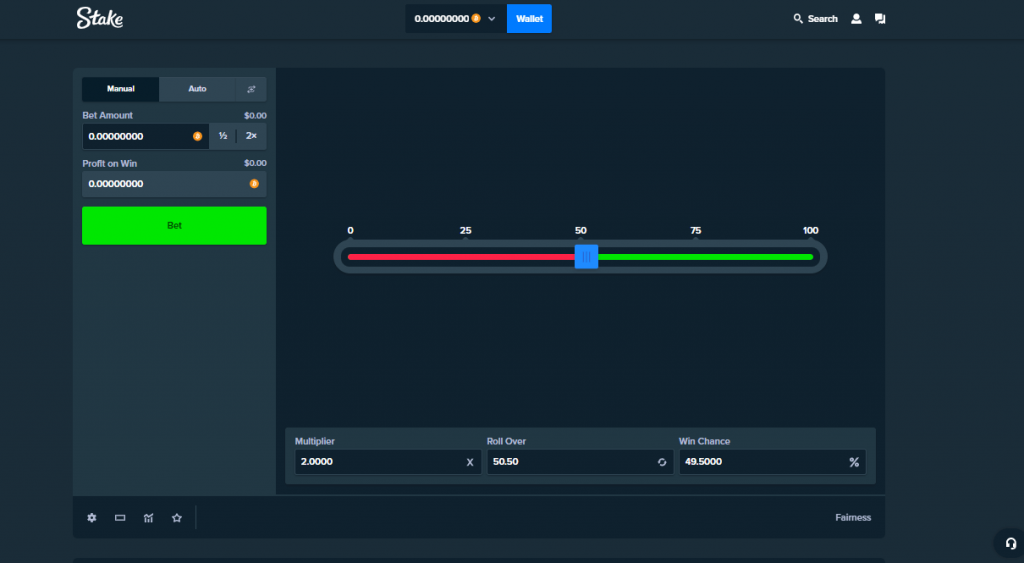 Stake
0.00000000
Wallet
Search
Manual
Auto
Bet Amount
$0.00
0.00000000
½
2×
Profit on Win
$0.00
0.00000000
Bet
0
25
50
75
100
Multiplier
Roll Over
Win Chance
2.0000
X
50.50
49.5000
%
Fairness